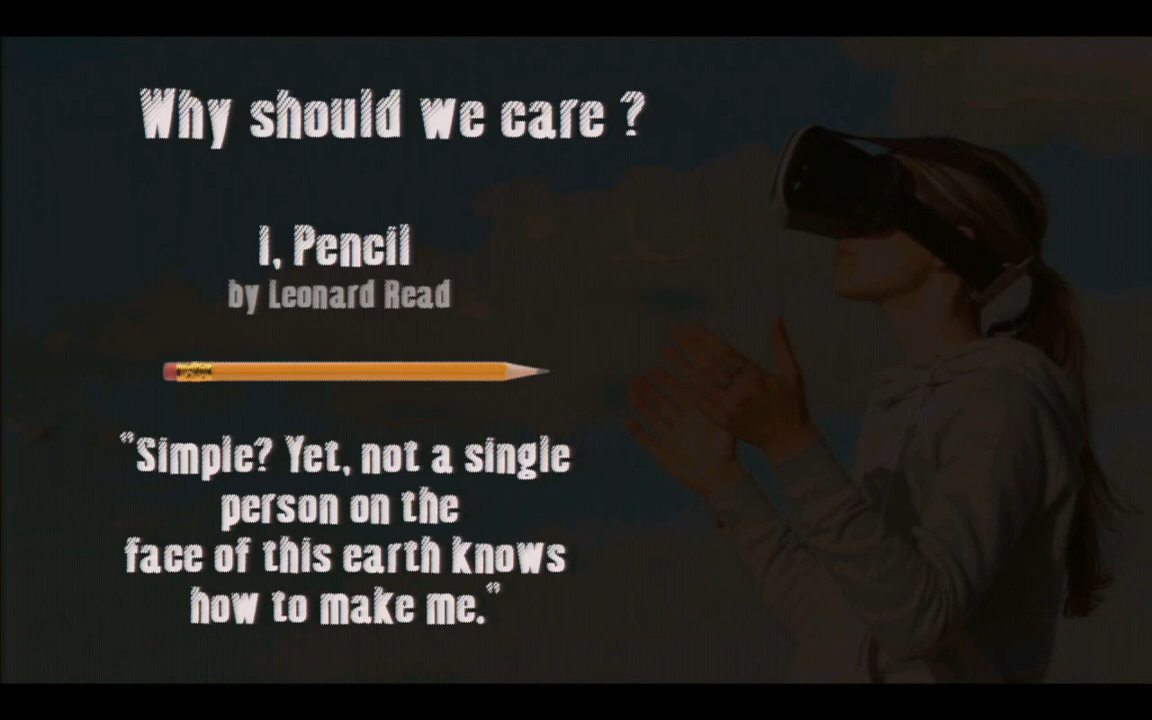 Why should we care ?
I, Pencil
by Leonard Read
"Simple? Yet, not a single
person on the
face of this earth knows
how to make me."